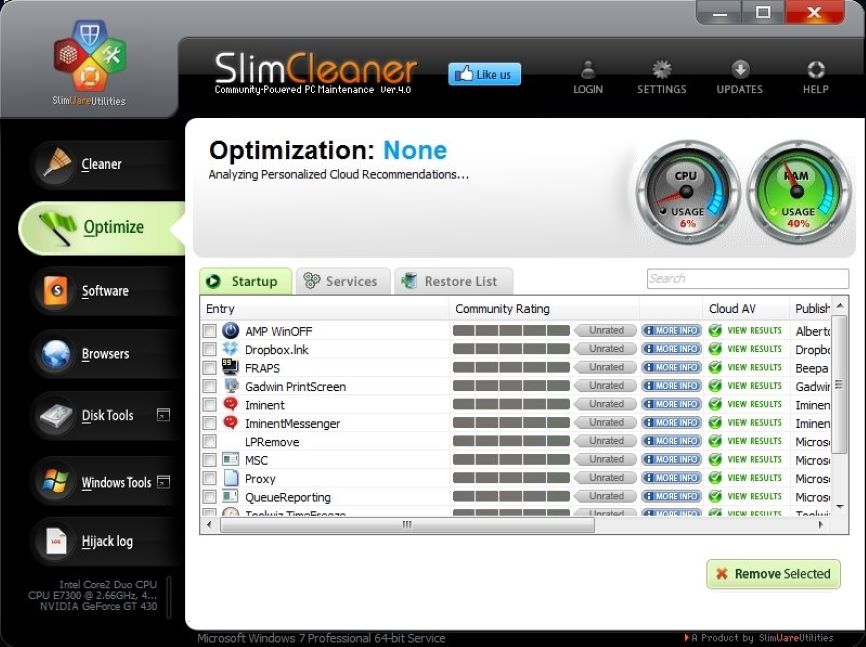 SlimWareUtilities
SlimCleaner
Community-Powered PC Maintenance Ver.4.0
Like us
LOGIN
SETTINGS
UPDATES
HELP
Cleaner
Optimize
Software
Browsers
Disk Tools
Windows Tools
Hijack log
Intel Core2 Duo CPU
CPU E7300 @ 2.66GHz, 4...
NVIDIA GeForce GT 430
Optimization: None
Analyzing Personalized Cloud Recommendations...
CPU
USAGE
6%
RAM
USAGE
40%
Startup Services Restore List Search
Entry Community Rating Cloud AV Publish
AMP WinOFF Unrated MORE INFO VIEW RESULTS Alberto
Dropbox.lnk Unrated MORE INFO VIEW RESULTS Dropbo
99
FRAPS Unrated MORE INFO VIEW RESULTS Beepa
Gadwin PrintScreen Unrated MORE INFO VIEW RESULTS Gadwin
Iminent Unrated MORE INFO VIEW RESULTS Iminen
IminentMessenger Unrated MORE INFO VIEW RESULTS Iminen
LPRemove Unrated MORE INFO VIEW RESULTS Microso
MSC Unrated MORE INFO VIEW RESULTS Microso
Proxy Unrated MORE INFO VIEW RESULTS Microso
QueueReporting Unrated MORE INFO VIEW RESULTS Microso
Toolwiz TimeFreeze Unrated MORE INFO VIEW RESULTS Toolwi
Remove Selected
Microsoft Windows 7 Professional 64-bit Service
A Product by SlimWareUtilities